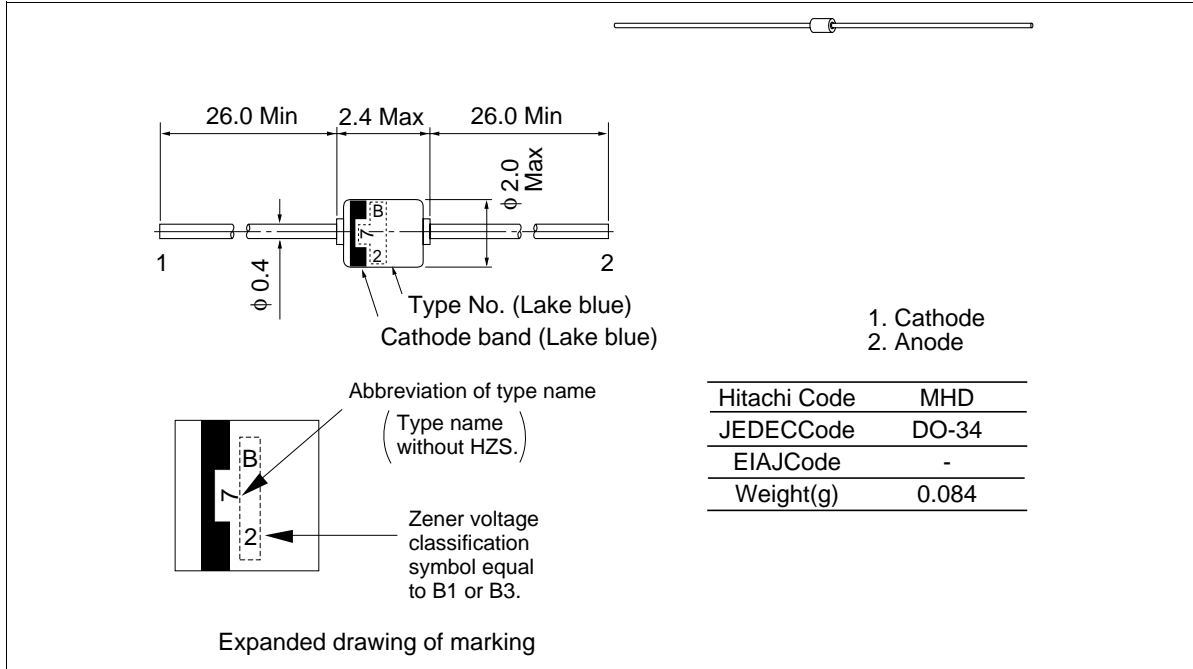 26.0 Min
2.4 Max
26.0 Min
ϕ 2.0
Max
B
7
2
1
2
ϕ 0.4
Type No. (Lake blue)
Cathode band (Lake blue)
1. Cathode
2. Anode
Abbreviation of type name
(Type name
without HZS.)
B
7
2
Zener voltage
classification
symbol equal
to B1 or B3.
Expanded drawing of marking
Hitachi Code MHD
JEDECCode DO-34
EIAJCode -
Weight(g) 0.084